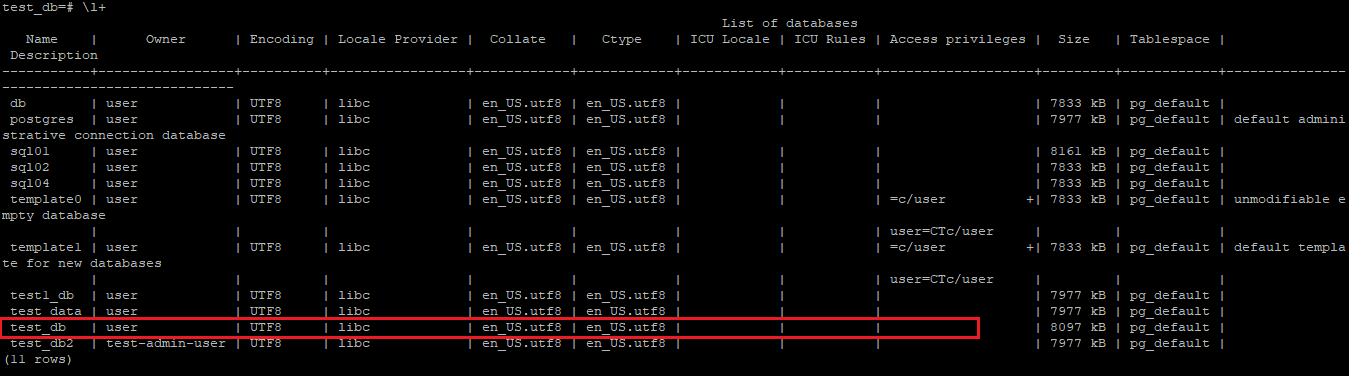 test_db=# \l+
                                                                                          List of databases
   Name    |      Owner      | Encoding | Locale Provider |  Collate   |   Ctype    | ICU Locale | ICU Rules | Access privileges |  Size   | Tablespace |
 Description
-----------+-----------------+----------+-----------------+------------+------------+------------+-----------+-------------------+---------+------------+---------------
-----------------------------
 db        | user            | UTF8     | libc            | en_US.utf8 | en_US.utf8 |            |           |                   | 7833 kB | pg_default |
 postgres  | user            | UTF8     | libc            | en_US.utf8 | en_US.utf8 |            |           |                   | 7977 kB | pg_default | default admini
strative connection database
 sql01     | user            | UTF8     | libc            | en_US.utf8 | en_US.utf8 |            |           |                   | 8161 kB | pg_default |
 sql02     | user            | UTF8     | libc            | en_US.utf8 | en_US.utf8 |            |           |                   | 7833 kB | pg_default |
 sql04     | user            | UTF8     | libc            | en_US.utf8 | en_US.utf8 |            |           |                   | 7833 kB | pg_default |
 template0 | user            | UTF8     | libc            | en_US.utf8 | en_US.utf8 |            |           | =c/user          +| 7833 kB | pg_default | unmodifiable e
mpty database
           |                 |          |                 |            |            |            |           | user=CTc/user     |         |            |
 template1 | user            | UTF8     | libc            | en_US.utf8 | en_US.utf8 |            |           | =c/user          +| 7833 kB | pg_default | default templa
te for new databases
           |                 |          |                 |            |            |            |           | user=CTc/user     |         |            |
 test1_db  | user            | UTF8     | libc            | en_US.utf8 | en_US.utf8 |            |           |                   | 7977 kB | pg_default |
 test_data | user            | UTF8     | libc            | en_US.utf8 | en_US.utf8 |            |           |                   | 7977 kB | pg_default |
 test_db   | user            | UTF8     | libc            | en_US.utf8 | en_US.utf8 |            |           |                   | 8097 kB | pg_default |
 test_db2  | test-admin-user | UTF8     | libc            | en_US.utf8 | en_US.utf8 |            |           |                   | 7977 kB | pg_default |
(11 rows)